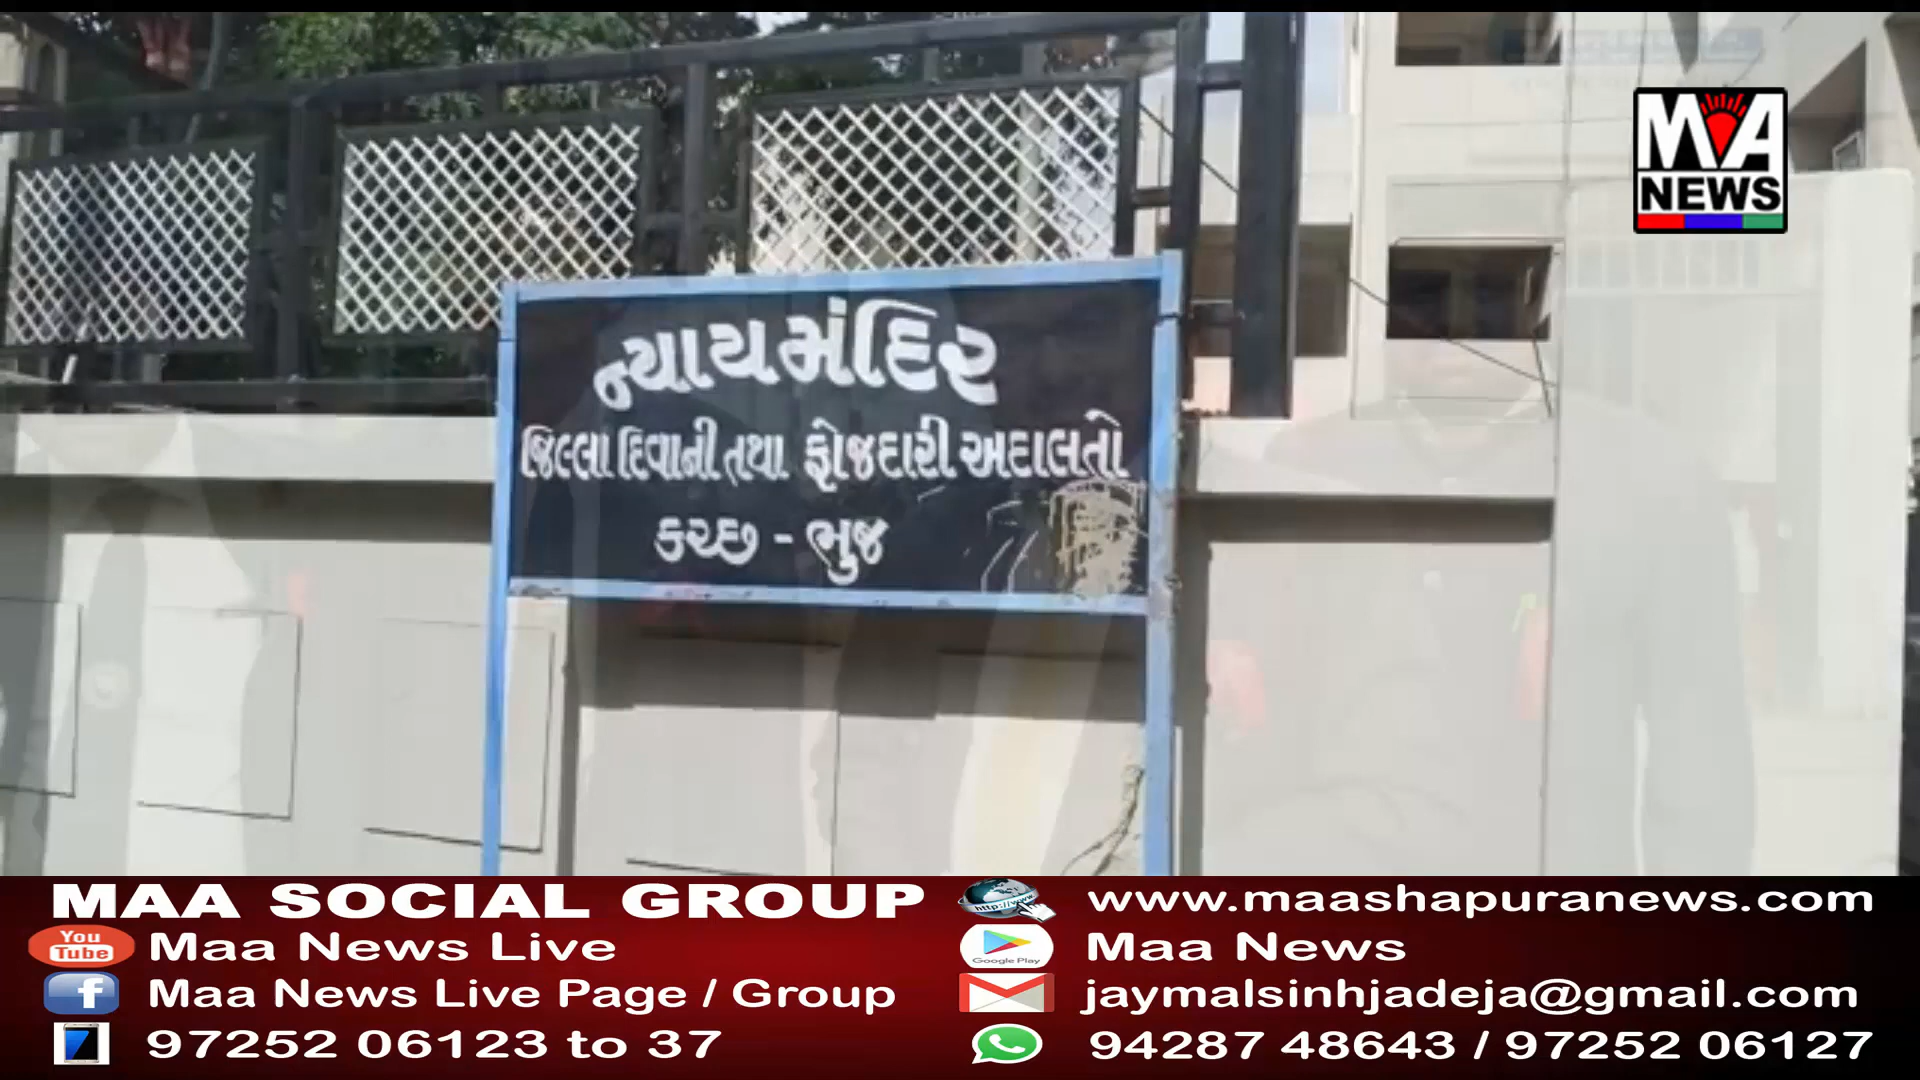 MAA
NEWS
ન્યાયમંદિર
જિલ્લા દિવાની તથા ફોજદારી અદાલતો
કચ્છ - ભુજ
MAA SOCIAL GROUP
You
Tube
Maa News Live
f
Maa News Live Page / Group
97252 06123 to 37
http://www
www.maashapuranews.com
Google Play
Maa News
jaymalsinhjadeja@gmail.com
94287 48643 / 97252 06127